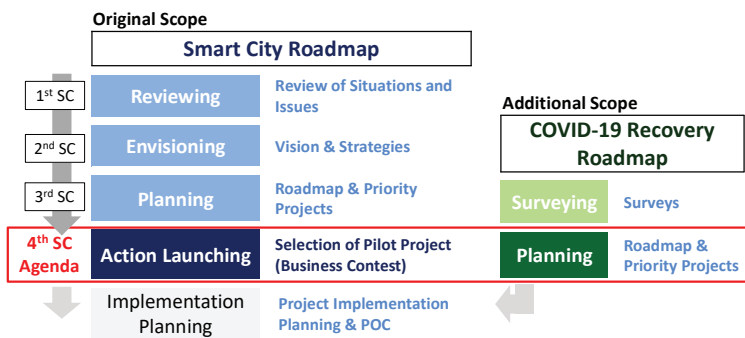 Original Scope
Smart City Roadmap
1st SC
Reviewing
Review of Situations and
Issues
2nd SC
Envisioning
Vision & Strategies
3rd SC
Planning
Roadmap & Priority
Projects
Additional Scope
COVID-19 Recovery
Roadmap
Surveying
Surveys
4th SC
Agenda
Action Launching
Selection of Pilot Project
(Business Contest)
Planning
Roadmap &
Priority Projects
Implementation
Planning
Project Implementation
Planning & POC